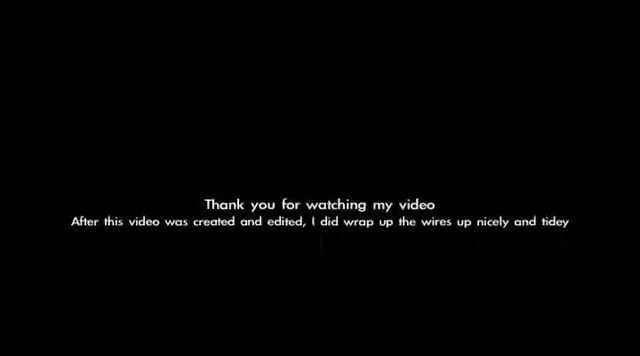 Thank you for watching my video
After this video was created and edited, I did wrap up the wires up nicely and tidey